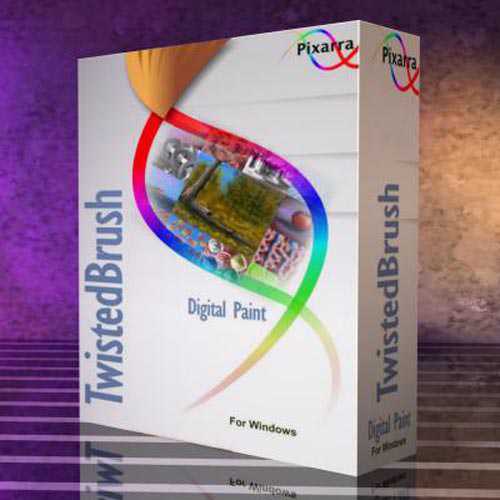 Pixarra
TwistedBrush
Digital Paint
For Windows
Pixarra
TwistedBrush
Digital Paint
For Windows